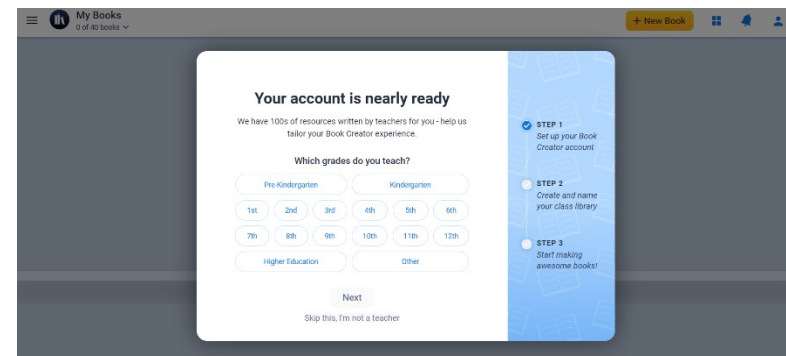 My Books
0 of 40 books
+ New Book
Your account is nearly ready
We have 100s of resources written by teachers for you - help us
tailor your Book Creator experience.
Which grades do you teach?
Pre-Kindergarten Kindergarten
1st 2nd 3rd 4th 5th 6th
7th 8th 9th 10th 11th 12th
Higher Education Other
Next
Skip this, I'm not a teacher
STEP 1
Set up your Book
Creator account
STEP 2
Create and name
your class library
STEP 3
Start making
awesome books!